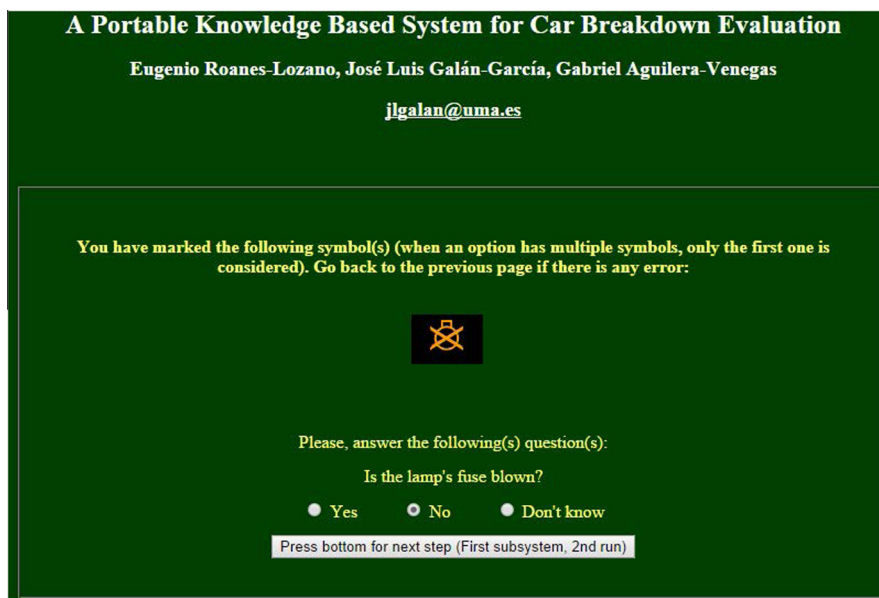 A Portable Knowledge Based System for Car Breakdown Evaluation
Eugenio Roanes-Lozano, José Luis Galán-García, Gabriel Aguilera-Venegas
jlgalan@uma.es
You have marked the following symbol(s) (when an option has multiple symbols, only the first one is
considered). Go back to the previous page if there is any error:
Please, answer the following(s) question(s):
Is the lamp's fuse blown?
Yes No Don't know
Press bottom for next step (First subsystem, 2nd run)